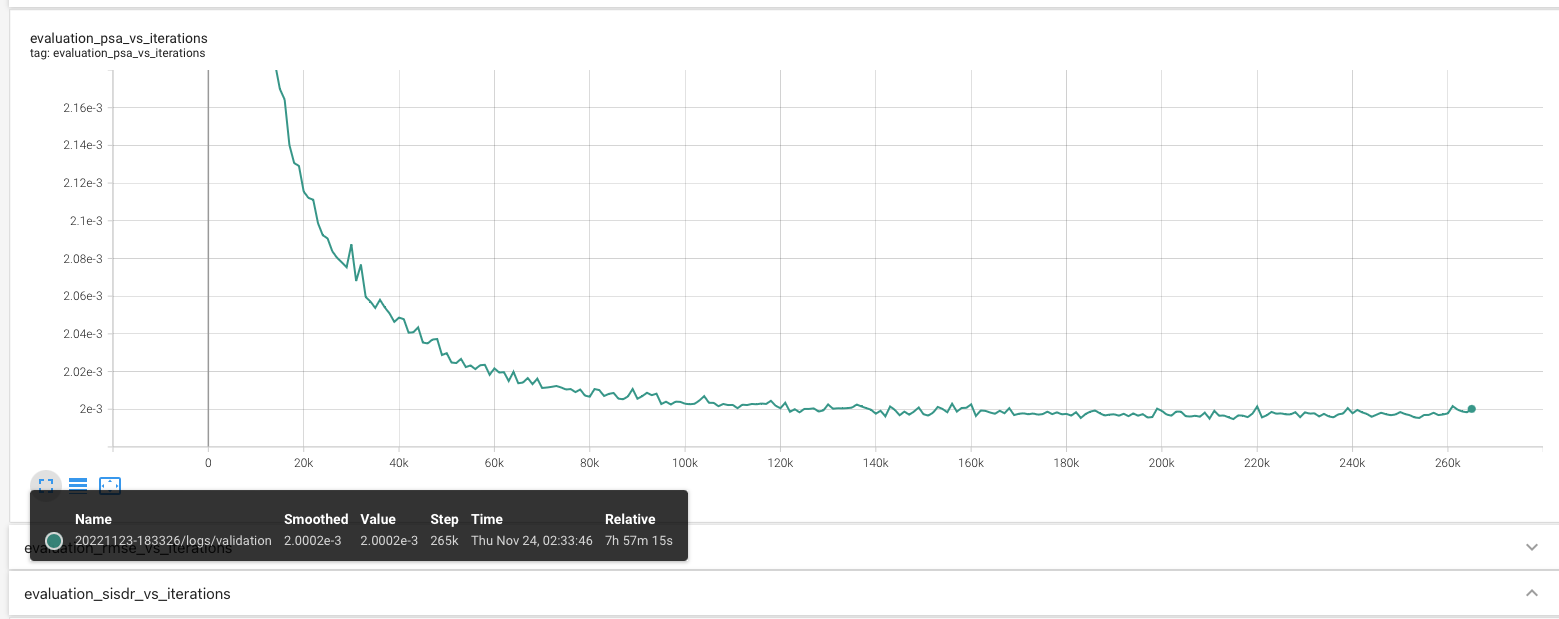 evaluation_psa_vs_iterations
tag: evaluation_psa_vs_iterations
2.16e-3
2.14e-3
2.12e-3
2.1e-3
2.08e-3
2.06e-3
2.04e-3
2.02e-3
2e-3
0 20k 40k 60k 80k 100k 120k 140k 160k 180k 200k 220k 240k 260k
Name Smoothed Value Step Time Relative
20221123-183326/logs/validation 2.0002e-3 2.0002e-3 265k Thu Nov 24, 02:33:46 7h 57m 15s
evaluation_rmse_vs_iterations
evaluation_sisdr_vs_iterations